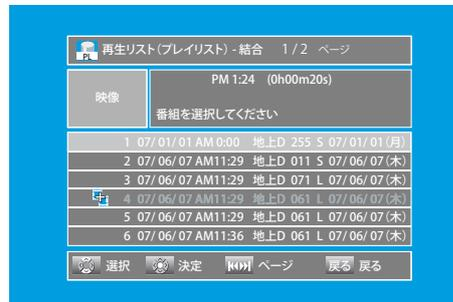 PL 再生リスト(プレイリスト) - 結合 1 / 2 ページ
映像
PM 1:24 (0h00m20s)
番組を選択してください
1 07/ 01/ 01 AM 0:00 地上D 255 S 07/ 01/ 01(月)
2 07/ 06/ 07 AM11:29 地上D 011 S 07/ 06/ 07(木)
3 07/ 06/ 07 AM11:29 地上D 071 L 07/ 06/ 07(木)
4 07/ 06/ 07 AM11:29 地上D 061 L 07/ 06/ 07(木)
5 07/ 06/ 07 AM11:29 地上D 061 L 07/ 06/ 07(木)
6 07/ 06/ 07 AM11:36 地上D 061 L 07/ 06/ 07(木)
選択 決定 ページ 戻る 戻る